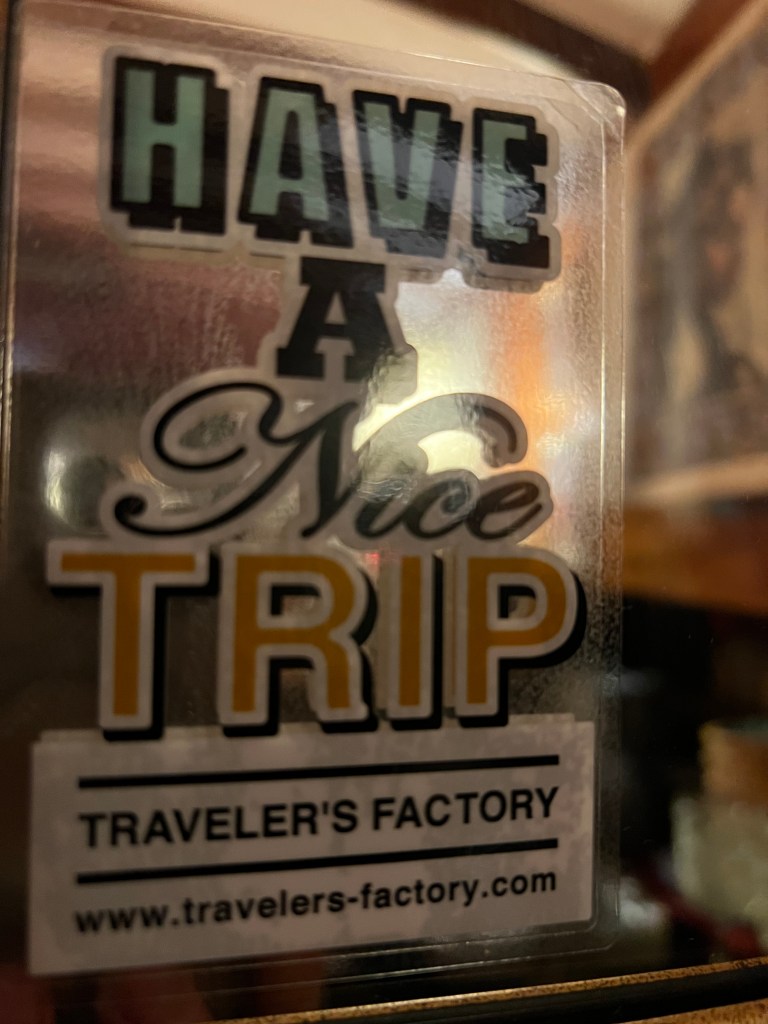 HAVE
A
Nice
TRIP
TRAVELER'S FACTORY
www.travelers-factory.com